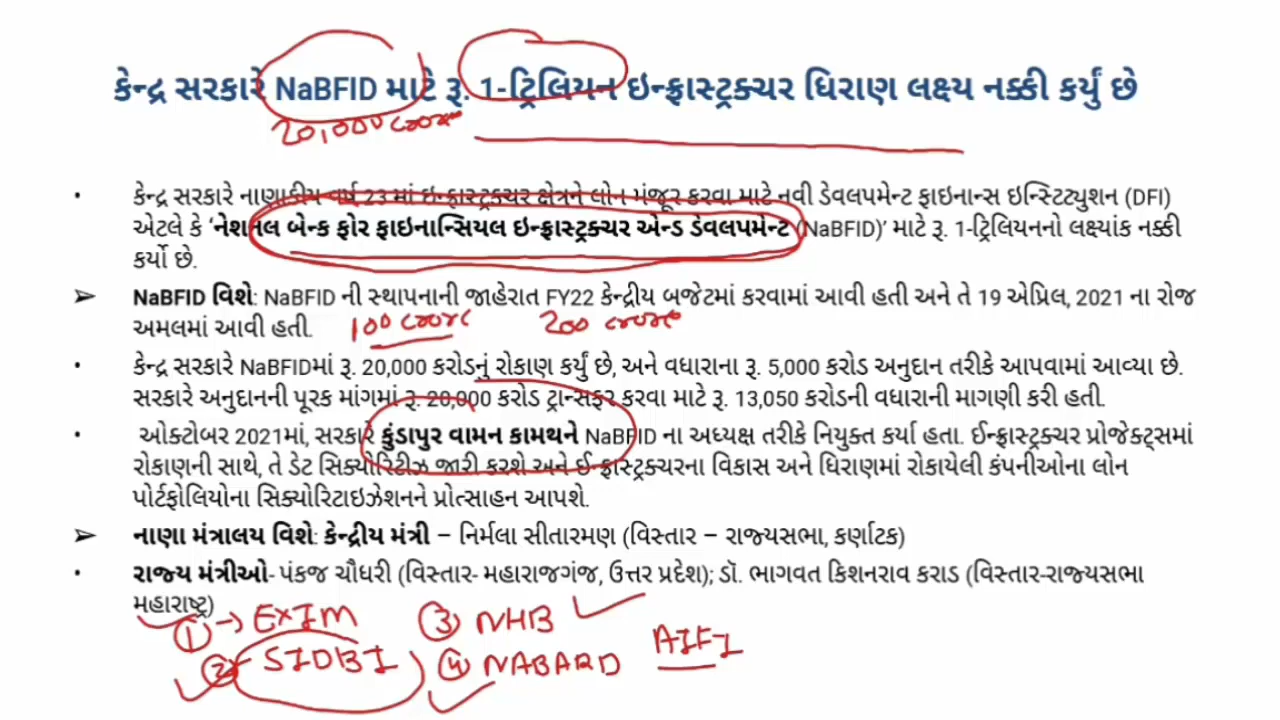 કેન્દ્ર સરકારે NaBFID માટે રૂ. 1-ટ્રિલિયન ઇન્ફ્રાસ્ટ્રક્ચર ધિરાણ લક્ષ્ય નક્કી કર્યું છે
20,000 crore
• કેન્દ્ર સરકારે નાણાકીય વર્ષ 23 માં ઇન્ફ્રાસ્ટ્રક્ચર ક્ષેત્રને લોન મંજૂર કરવા માટે નવી ડેવલપમેન્ટ ફાઇનાન્સ ઇન્સ્ટિટ્યુશન (DFI)
એટલે કે ‘નેશનલ બેન્ક ફોર ફાઇનાન્સિયલ ઇન્ફ્રાસ્ટ્રક્ચર એન્ડ ડેવલપમેન્ટ (NaBFID)’ માટે રૂ. 1-ટ્રિલિયનનો લક્ષ્યાંક નક્કી
કર્યો છે.
➢ NaBFID વિશે: NaBFID ની સ્થાપનાની જાહેરાત FY22 કેન્દ્રીય બજેટમાં કરવામાં આવી હતી અને તે 19 એપ્રિલ, 2021 ના રોજ
અમલમાં આવી હતી. 100 crore 200 crore
• કેન્દ્ર સરકારે NaBFIDમાં રૂ. 20,000 કરોડનું રોકાણ કર્યું છે, અને વધારાના રૂ. 5,000 કરોડ અનુદાન તરીકે આપવામાં આવ્યા છે.
સરકારે અનુદાનની પૂરક માંગમાં રૂ. 20,000 કરોડ ટ્રાન્સફર કરવા માટે રૂ. 13,050 કરોડની વધારાની માગણી કરી હતી.
• ઓક્ટોબર 2021માં, સરકારે કુંડાપુર વામન કામથને NaBFID ના અધ્યક્ષ તરીકે નિયુક્ત કર્યા હતા. ઈન્ફ્રાસ્ટ્રક્ચર પ્રોજેક્ટ્સમાં
રોકાણની સાથે, તે ડેટ સિક્યોરિટીઝ જારી કરશે અને ઈન્ફ્રાસ્ટ્રક્ચરના વિકાસ અને ધિરાણમાં રોકાયેલી કંપનીઓના લોન
પોર્ટફોલિયોના સિક્યોરિટાઇઝેશનને પ્રોત્સાહન આપશે.
➢ નાણા મંત્રાલય વિશે: કેન્દ્રીય મંત્રી – નિર્મલા સીતારમણ (વિસ્તાર – રાજ્યસભા, કર્ણાટક)
• રાજ્ય મંત્રીઓ- પંકજ ચૌધરી (વિસ્તાર- મહારાજગંજ, ઉત્તર પ્રદેશ); ડૉ. ભાગવત કિશનરાવ કરાડ (વિસ્તાર-રાજ્યસભા
મહારાષ્ટ્ર)
① → EXIM ③ NHB
② SIDBI ④ NABARD AIFI